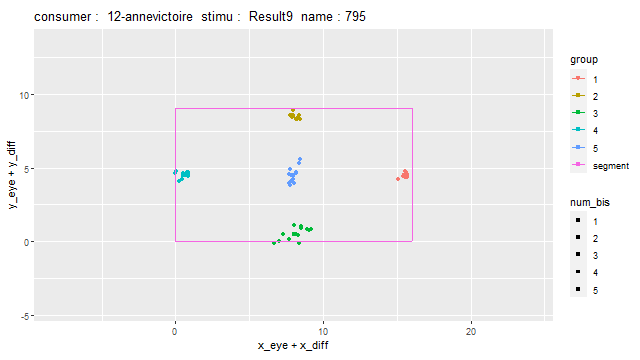 consumer :  12-annevictoire  stimu :  Result9  name : 795
y_eye + y_diff
10
5
0
-5
0
10
20
x_eye + x_diff
group
1
2
3
4
5
segment
num_bis
1
2
3
4
5